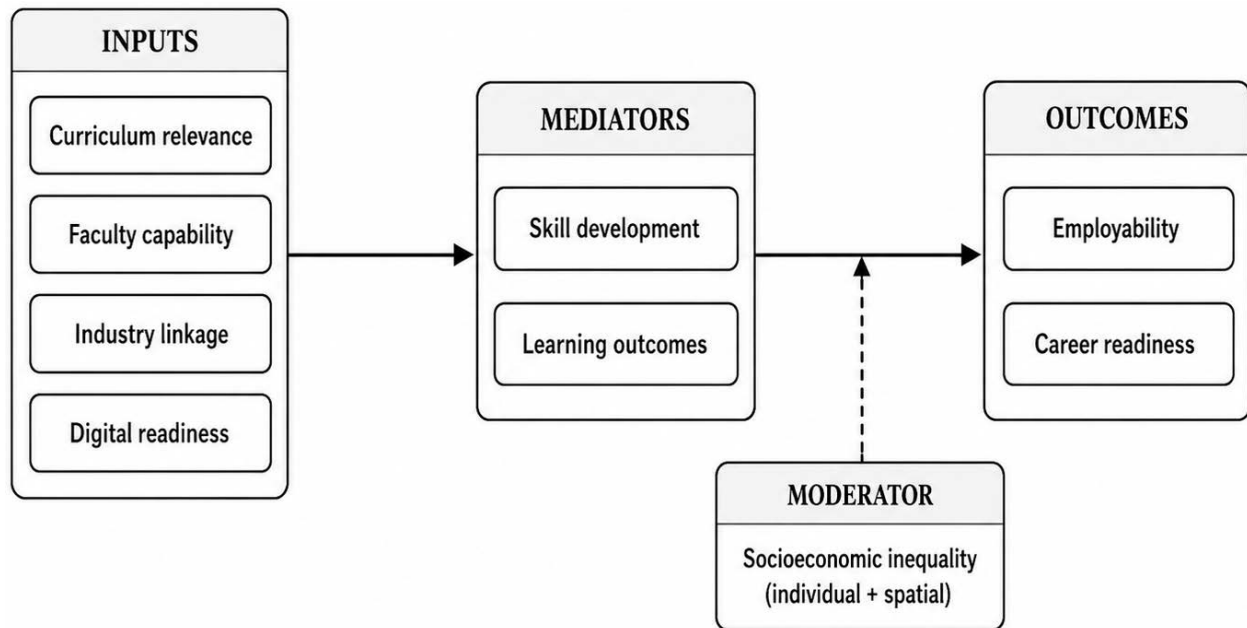 INPUTS
Curriculum relevance
Faculty capability
Industry linkage
Digital readiness
MEDIATORS
Skill development
Learning outcomes
OUTCOMES
Employability
Career readiness
MODERATOR
Socioeconomic inequality
(individual + spatial)